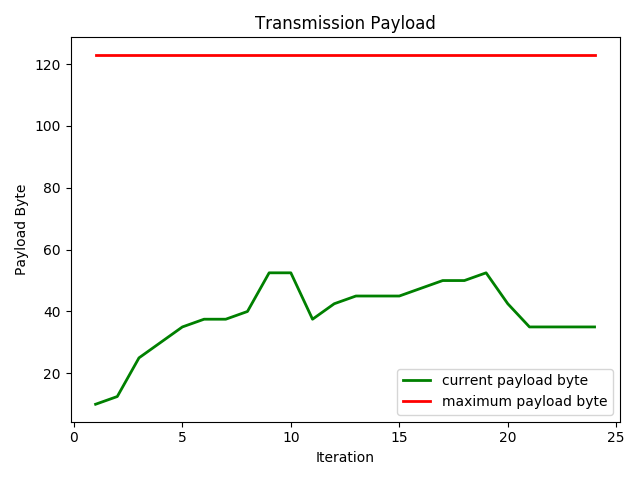 Transmission Payload
120
100
80
60
40
20
Payload Byte
current payload byte
maximum payload byte
0 5 10 15 20 25
Iteration